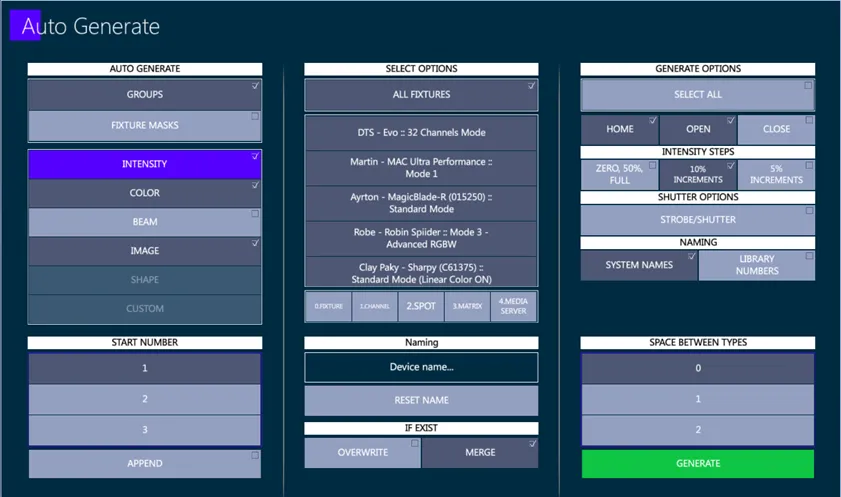 Auto Generate
AUTO GENERATE
GROUPS
FIXTURE MASKS
INTENSITY
COLOR
BEAM
IMAGE
SHAPE
CUSTOM
START NUMBER
1
2
3
APPEND
SELECT OPTIONS
ALL FIXTURES
DTS - Evo :: 32 Channels Mode
Martin - MAC Ultra Performance ::
Mode 1
Ayrton - MagicBlade-R (015250) ::
Standard Mode
Robe - Robin Spiider :: Mode 3 -
Advanced RGBW
Clay Paky - Sharpy (C61375) ::
Standard Mode (Linear Color ON)
0.FIXTURE
1.CHANNEL
2.SPOT
3.MATRIX
4.MEDIA
SERVER
Naming
Device name...
RESET NAME
IF EXIST
OVERWRITE
MERGE
GENERATE OPTIONS
SELECT ALL
HOME
OPEN
CLOSE
INTENSITY STEPS
ZERO, 50%,
FULL
10%
INCREMENTS
5%
INCREMENTS
SHUTTER OPTIONS
STROBE/SHUTTER
NAMING
SYSTEM NAMES
LIBRARY
NUMBERS
SPACE BETWEEN TYPES
0
1
2
GENERATE